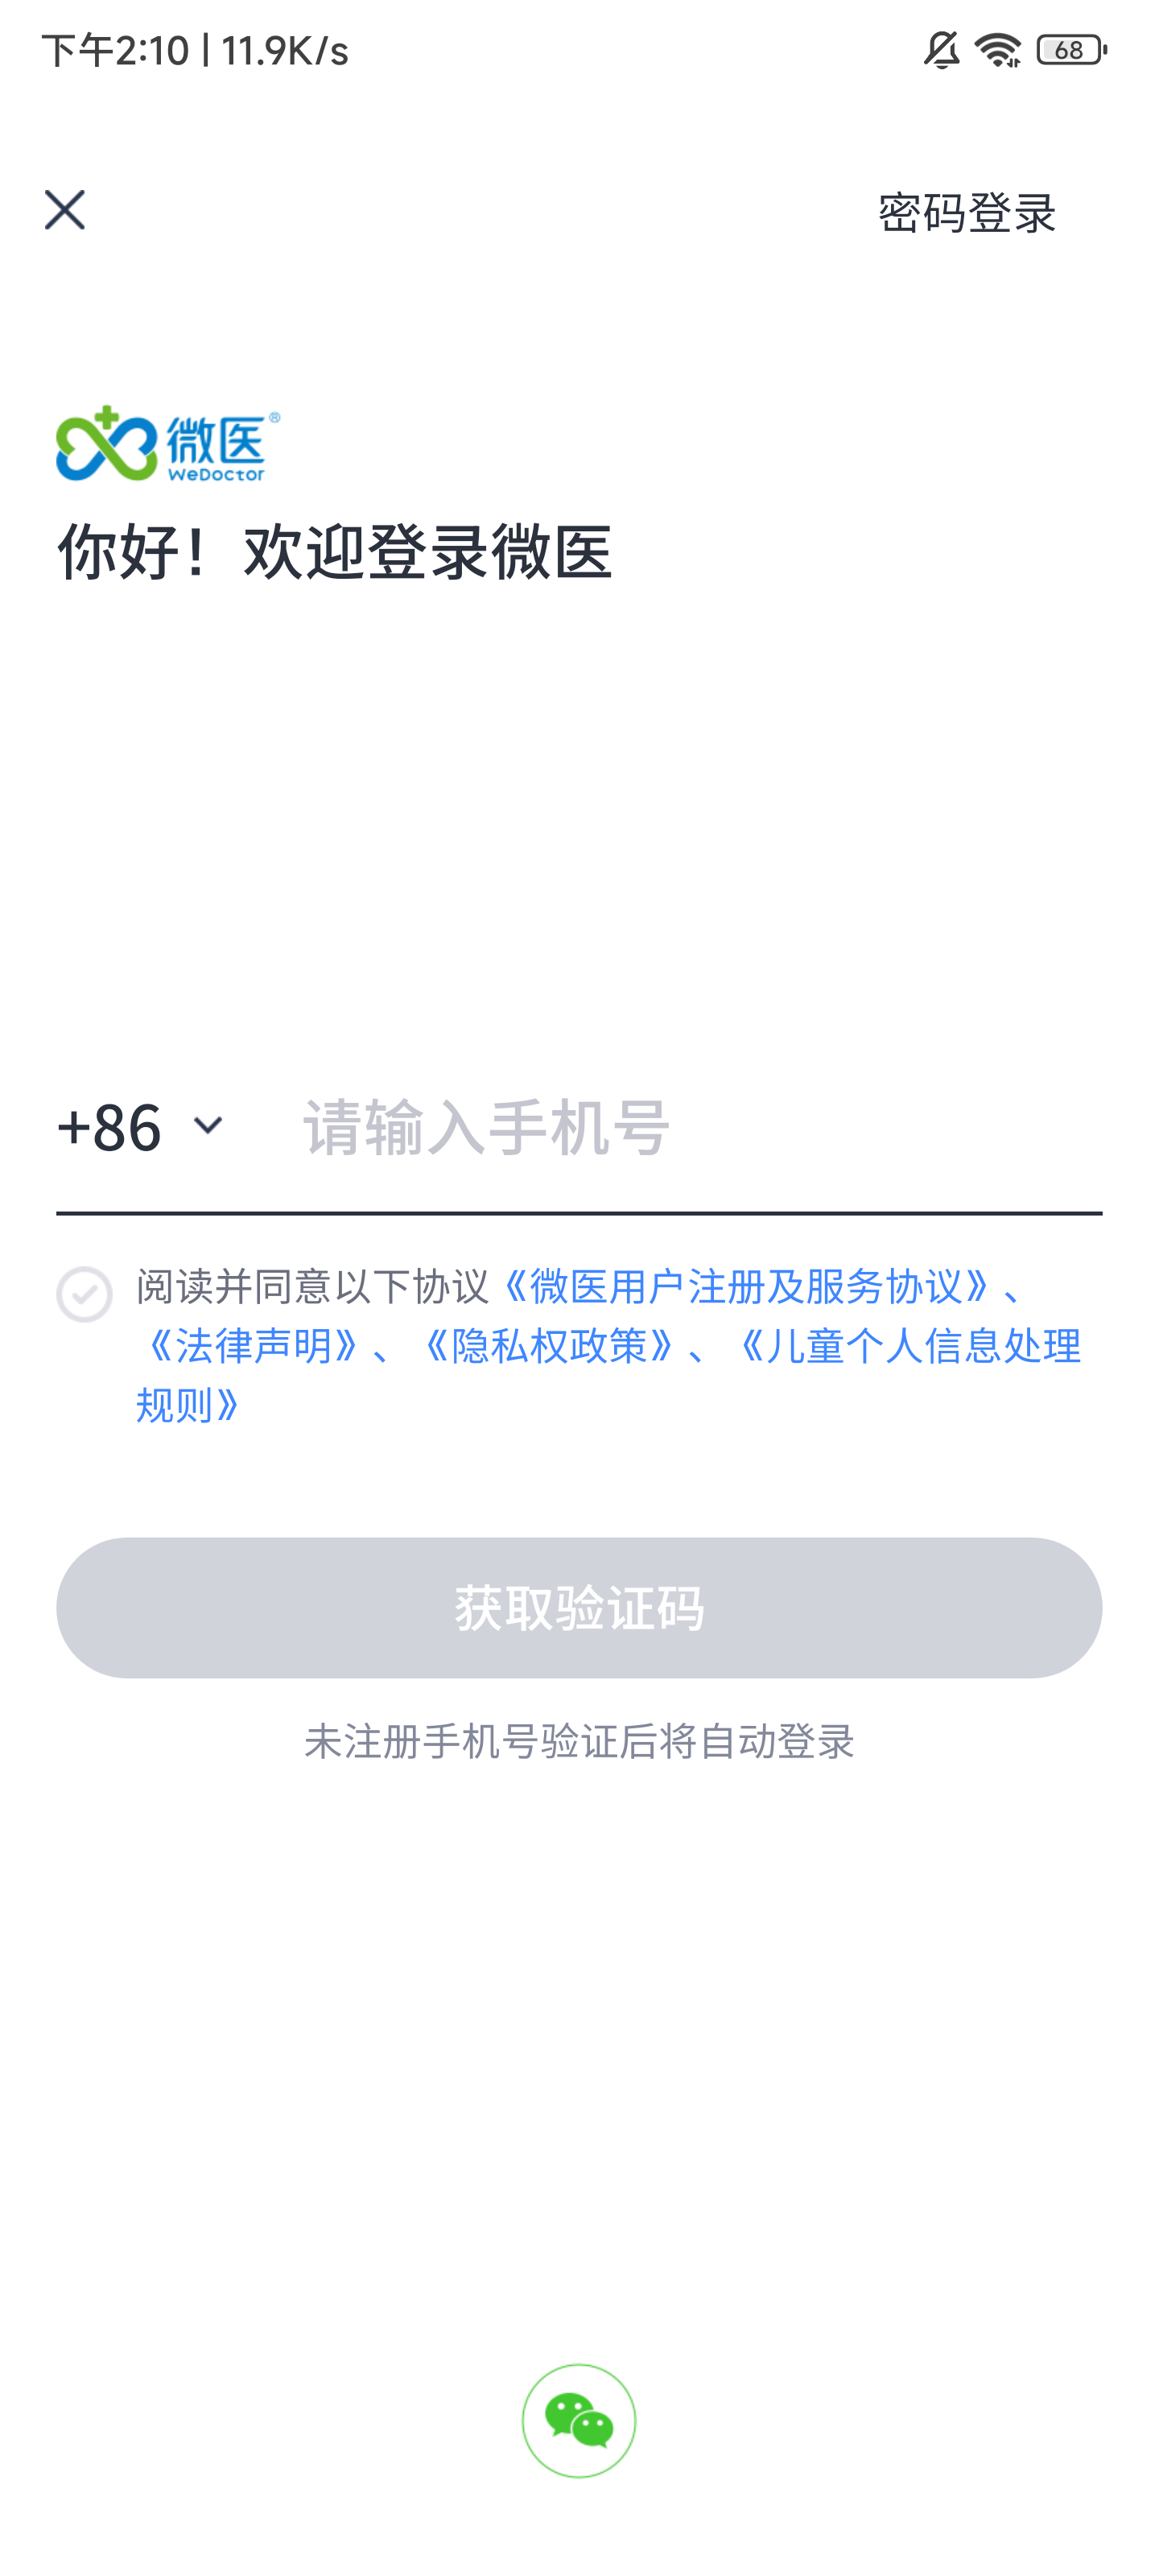 下午2:10 | 11.9K/s
68
密码登录
微医®
WeDoctor
你好！欢迎登录微医
+86 请输入手机号
阅读并同意以下协议《微医用户注册及服务协议》、
《法律声明》、《隐私权政策》、《儿童个人信息处理
规则》
获取验证码
未注册手机号验证后将自动登录